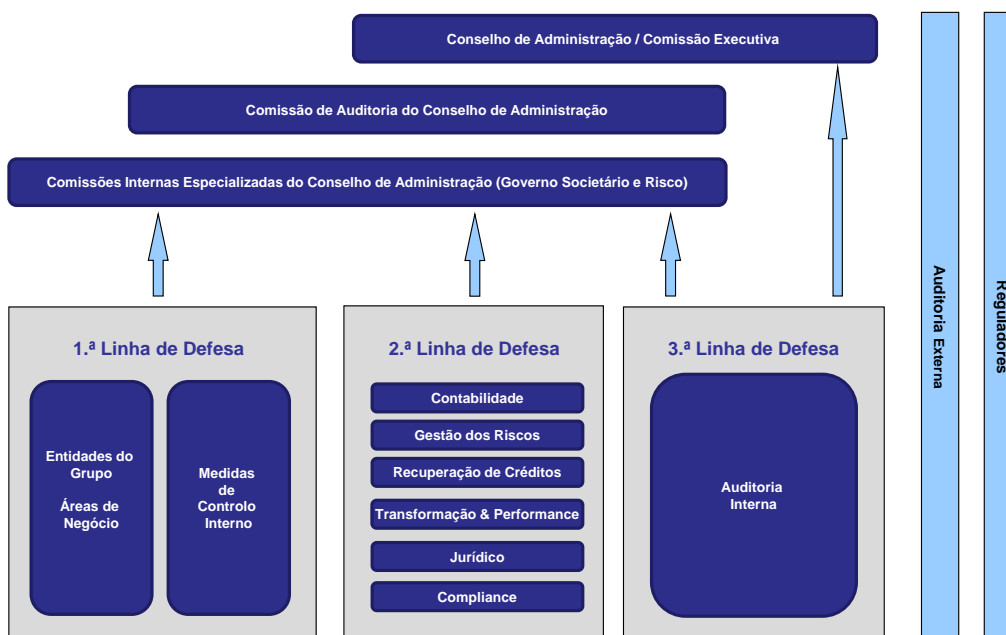 Conselho de Administração / Comissão Executiva
Comissão de Auditoria do Conselho de Administração
Comissões Internas Especializadas do Conselho de Administração (Governo Societário e Risco)
1.ª Linha de Defesa
Entidades do
Grupo
Áreas de
Negócio
Medidas
de
Controlo
Interno
2.ª Linha de Defesa
Contabilidade
Gestão dos Riscos
Recuperação de Créditos
Transformação & Performance
Jurídico
Compliance
3.ª Linha de Defesa
Auditoria
Interna
Auditoria Externa
Reguladores